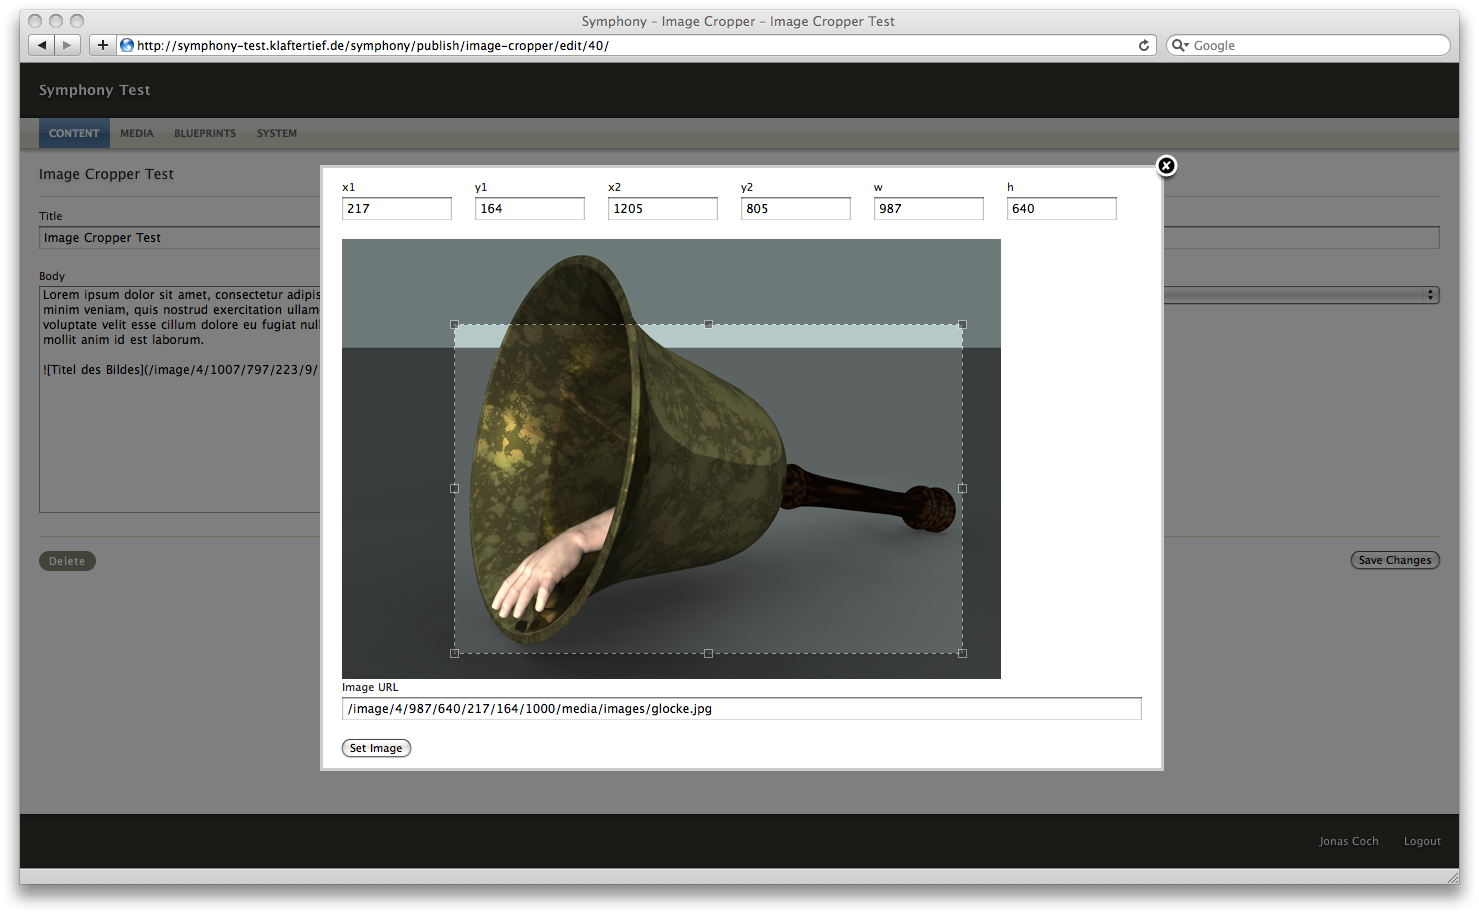 Symphony – Image Cropper – Image Cropper Test
http://symphony-test.klaftertief.de/symphony/publish/image-cropper/edit/40/
Google
Symphony Test
CONTENT MEDIA BLUEPRINTS SYSTEM
Image Cropper Test
Title
Image Cropper Test
Body
Lorem ipsum dolor sit amet, consectetur adipis
minim veniam, quis nostrud exercitation ullam
voluptate velit esse cillum dolore eu fugiat null
mollit anim id est laborum.
![Titel des Bildes](/image/4/1007/797/223/9/
Delete
Save Changes
x1 y1 x2 y2 w h
217 164 1205 805 987 640
Image URL
/image/4/987/640/217/164/1000/media/images/glocke.jpg
Set Image
Jonas Coch Logout